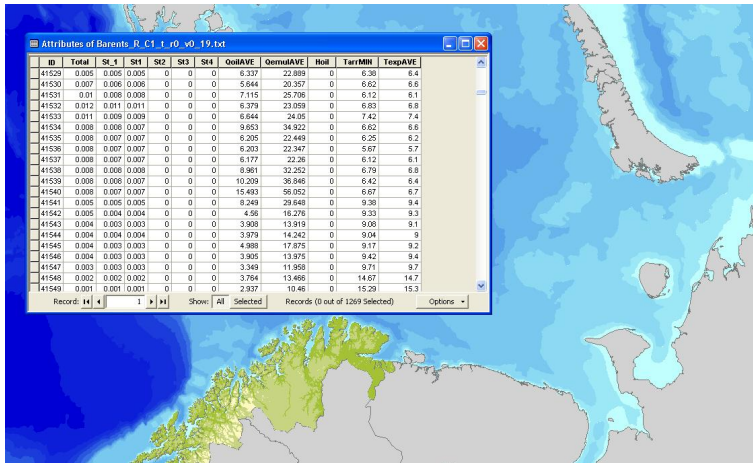 Attributes of Barents_R_C1_t_r0_v0_19.txt
ID Total St_t St1 St2 St3 St4 QoilAVE QemulAVE Hoil TarrMIN TexpAVE
41529 0.005 0.005 0.005 0 0 0 6.337 22.889 0 6.38 6.4
41530 0.007 0.006 0.006 0 0 0 5.644 20.357 0 6.62 6.6
41531 0.01 0.008 0.008 0 0 0 7.115 25.706 0 6.12 6.1
41532 0.012 0.011 0.011 0 0 0 6.379 23.059 0 6.83 6.8
41533 0.011 0.009 0.009 0 0 0 6.644 24.05 0 7.42 7.4
41534 0.008 0.008 0.007 0 0 0 9.653 34.922 0 6.62 6.6
41535 0.008 0.007 0.007 0 0 0 6.205 22.449 0 6.25 6.2
41536 0.008 0.007 0.007 0 0 0 6.203 22.347 0 5.67 5.7
41537 0.008 0.007 0.007 0 0 0 6.177 22.26 0 6.12 6.1
41538 0.008 0.008 0.008 0 0 0 8.961 32.252 0 6.79 6.8
41539 0.008 0.008 0.007 0 0 0 10.209 36.846 0 6.42 6.4
41540 0.008 0.007 0.007 0 0 0 15.493 56.052 0 6.67 6.7
41541 0.005 0.005 0.005 0 0 0 8.249 29.648 0 9.38 9.4
41542 0.005 0.004 0.004 0 0 0 4.56 16.276 0 9.33 9.3
41543 0.004 0.003 0.003 0 0 0 3.908 13.919 0 9.08 9.1
41544 0.004 0.003 0.003 0 0 0 3.979 14.242 0 9.04 9
41545 0.004 0.003 0.003 0 0 0 4.988 17.875 0 9.17 9.2
41546 0.004 0.003 0.003 0 0 0 3.905 13.975 0 9.42 9.4
41547 0.003 0.003 0.003 0 0 0 3.349 11.958 0 9.71 9.7
41548 0.002 0.002 0.002 0 0 0 3.764 13.466 0 14.67 14.7
41549 0.001 0.001 0.001 0 0 0 2.937 10.46 0 15.29 15.3
Record: 1 Show: All Selected Records (0 out of 1269 Selected) Options